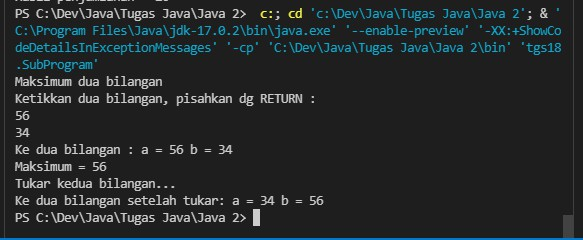 PS C:\Dev\Java\Tugas Java\Java 2>  c:; cd 'c:\Dev\Java\Tugas Java\Java 2'; & '
C:\Program Files\Java\jdk-17.0.2\bin\java.exe' '--enable-preview' '-XX:+ShowCo
deDetailsInExceptionMessages' '-cp' 'C:\Dev\Java\Tugas Java\Java 2\bin' 'tgs18
.SubProgram'
Maksimum dua bilangan
Ketikkan dua bilangan, pisahkan dg RETURN :
56
34
Ke dua bilangan : a = 56 b = 34
Maksimum = 56
Tukar kedua bilangan...
Ke dua bilangan setelah tukar: a = 34 b = 56
PS C:\Dev\Java\Tugas Java\Java 2>